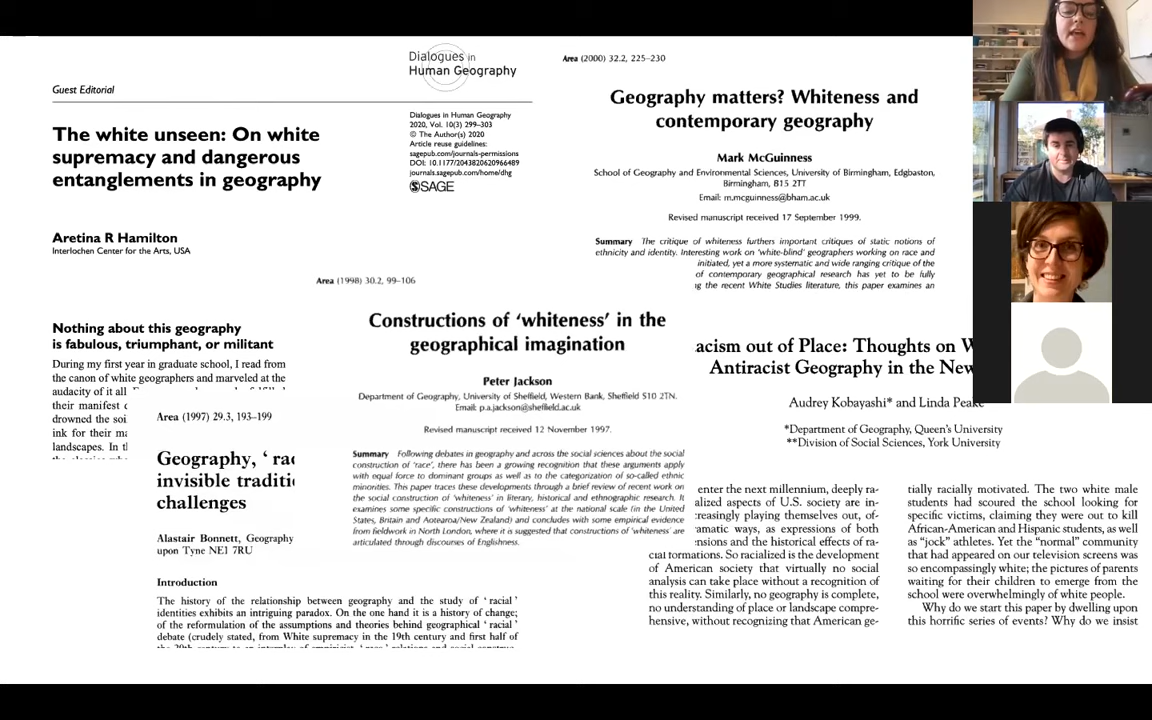 Guest Editorial
Dialogues in
Human Geography
The white unseen: On white
supremacy and dangerous
entanglements in geography
Dialogues in Human Geography
2020, Vol. 10(3) 299–303
© The Author(s) 2020
Article reuse guidelines:
sagepub.com/journals-permissions
DOI: 10.1177/2043820620966489
journals.sagepub.com/home/dhg
SAGE
Aretina R Hamilton
Interlochen Center for the Arts, USA
Nothing about this geography
is fabulous, triumphant, or militant
During my first year in graduate school, I read from
the canon of white geographers and marveled at the
audacity of it all.
their manifest
drowned the soi
ink for their ma
landscapes. In t
Area (2000) 32.2, 225–230
Geography matters? Whiteness and
contemporary geography
Mark McGuinness
School of Geography and Environmental Sciences, University of Birmingham, Edgbaston,
Birmingham, B15 2TT
Email: m.mcguinness@bham.ac.uk
Revised manuscript received 17 September 1999.
Summary The critique of whiteness furthers important critiques of static notions of
ethnicity and identity. Interesting work on 'white-blind' geographers working on race and
initiated, yet a more systematic and wide ranging critique of the
of contemporary geographical research has yet to be fully
g the recent White Studies literature, this paper examines an
Area (1998) 30.2, 99–106
Constructions of 'whiteness' in the
geographical imagination
Peter Jackson
Department of Geography, University of Sheffield, Western Bank, Sheffield S10 2TN.
Email: p.a.jackson@sheffield.ac.uk
Revised manuscript received 12 November 1997.
Summary Following debates in geography and across the social sciences about the social
construction of 'race', there has been a growing recognition that these arguments apply
with equal force to dominant groups as well as to the categorization of so-called ethnic
minorities. This paper traces these developments through a brief review of recent work on
the social construction of 'whiteness' in literary, historical and ethnographic research. It
examines some specific constructions of 'whiteness' at the national scale (in the United
States, Britain and Aotearoa/New Zealand) and concludes with some empirical evidence
from fieldwork in North London, where it is suggested that constructions of 'whiteness' are
articulated through discourses of Englishness.
Area (1997) 29.3, 193–199
Geography, ' rac
invisible traditi
challenges
Alastair Bonnett, Geography
upon Tyne NE1 7RU
Introduction
The history of the relationship between geography and the study of ' racial '
identities exhibits an intriguing paradox. On the one hand it is a history of change;
of the reformulation of the assumptions and theories behind geographical ' racial '
debate (crudely stated, from White supremacy in the 19th century and first half of
acism out of Place: Thoughts on W
Antiracist Geography in the New
Audrey Kobayashi* and Linda Peake
*Department of Geography, Queen's University
**Division of Social Sciences, York University
enter the next millennium, deeply ra-
alized aspects of U.S. society are in-
reasingly playing themselves out, of-
ramatic ways, as expressions of both
nsions and the historical effects of ra-
cial formations. So racialized is the development
of American society that virtually no social
analysis can take place without a recognition of
this reality. Similarly, no geography is complete,
no understanding of place or landscape compre-
hensive, without recognizing that American ge-
tially racially motivated. The two white male
students had scoured the school looking for
specific victims, claiming they were out to kill
African-American and Hispanic students, as well
as "jock" athletes. Yet the "normal" community
that had appeared on our television screens was
so encompassingly white; the pictures of parents
waiting for their children to emerge from the
school were overwhelmingly of white people.
Why do we start this paper by dwelling upon
this horrific series of events? Why do we insist